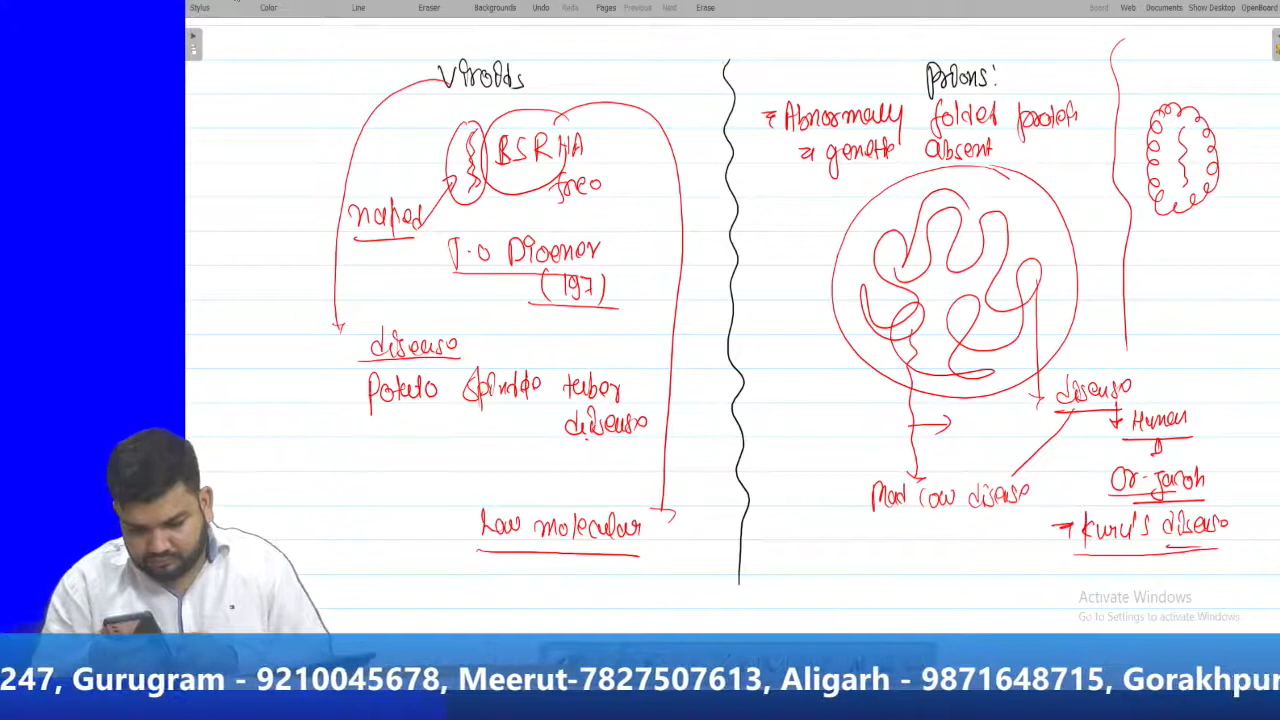 Stylus Color Line Eraser Backgrounds Undo Redo Pages Previous Next Erase Board Web Documents Show Desktop OpenBoard
Viroids
SSRNA
free
naked
T.O Dienner
(197)
disease
Potato Spindle tuber
disease
Low molecular
Prions:
Abnormally folded protein
genetic absent
disease
Human
Mad Cow disease
Cr-Jacob
Kuru's disease
Activate Windows
Go to Settings to activate Windows.
247, Gurugram - 9210045678, Meerut-7827507613, Aligarh - 9871648715, Gorakhpur